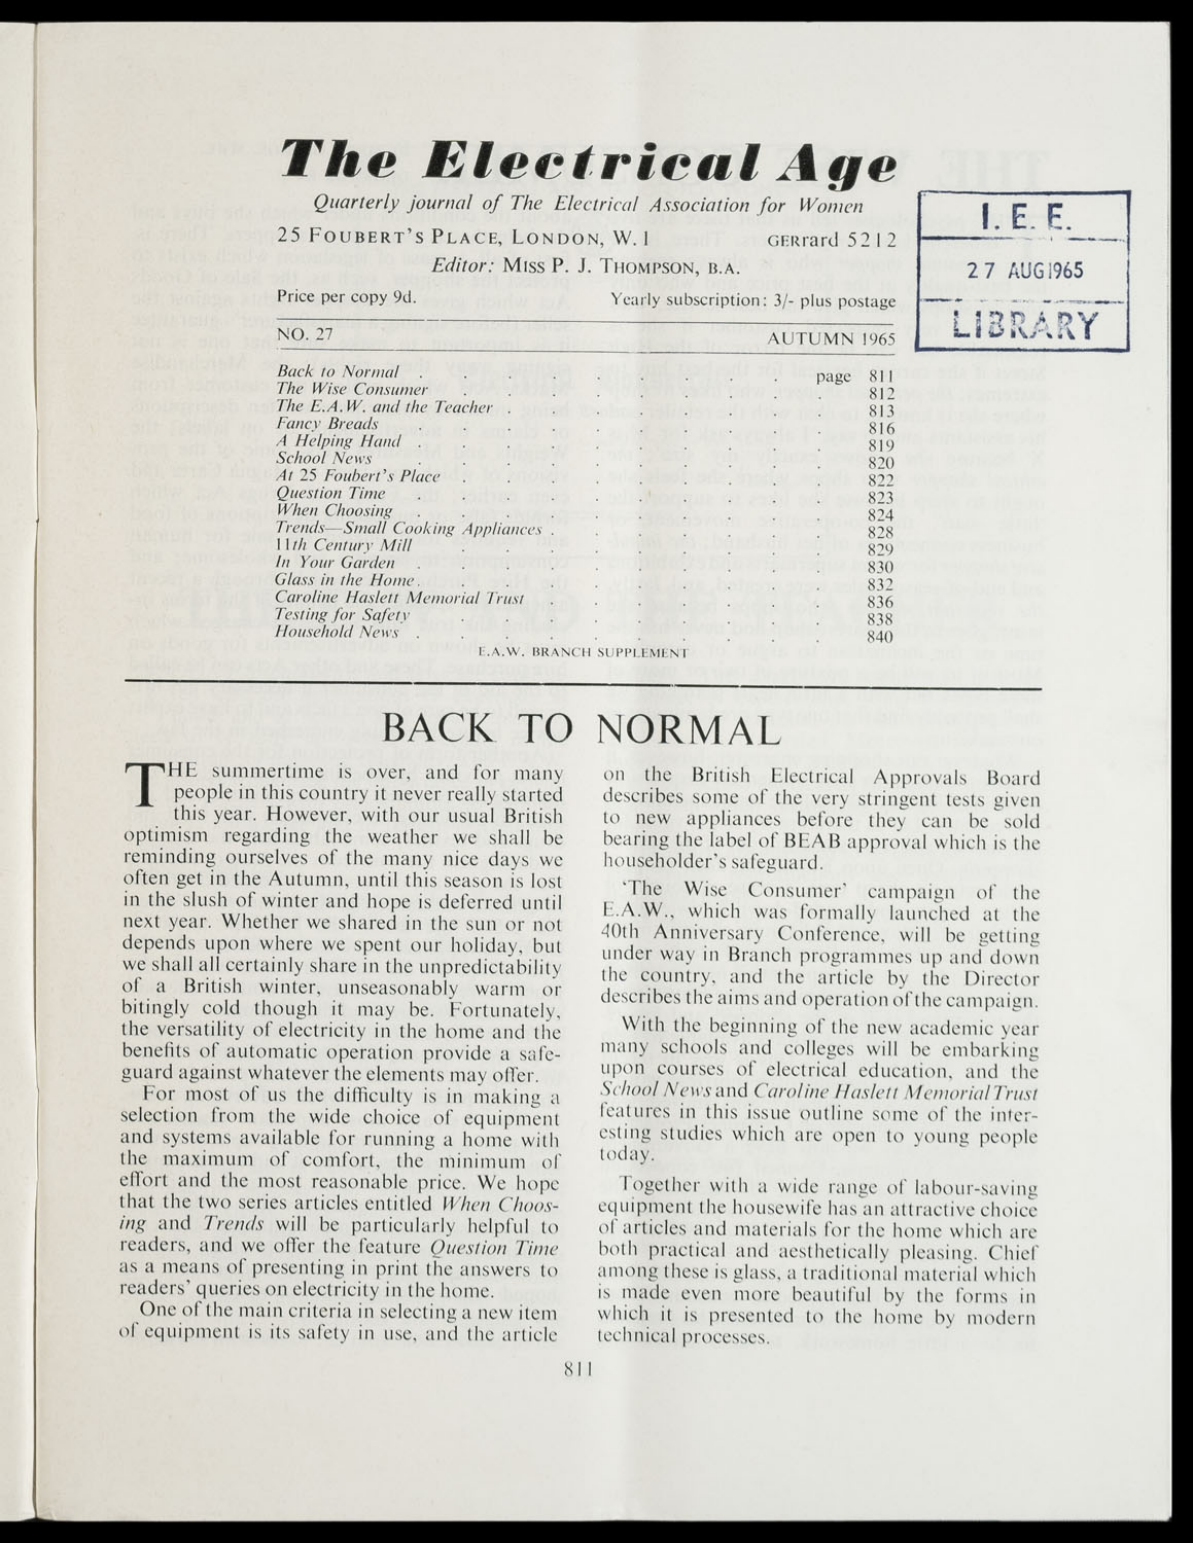 The Electrical Age
Quarterly journal of The Electrical Association for Women
25 FOUBERT'S PLACE, LONDON, W.1 GERrard 5212
Editor: MISS P. J. THOMPSON, B.A.
Price per copy 9d. Yearly subscription: 3/- plus postage
I. E. E.
27 AUG 1965
LIBRARY
NO. 27 AUTUMN 1965
Back to Normal . . . . . . . . . page 811
The Wise Consumer . . . . . . . . . 812
The E.A.W. and the Teacher . . . . . . . . 813
Fancy Breads . . . . . . . . . . 816
A Helping Hand . . . . . . . . . . 819
School News . . . . . . . . . . 820
At 25 Foubert's Place . . . . . . . . . 822
Question Time . . . . . . . . . . 823
When Choosing . . . . . . . . . . 824
Trends—Small Cooking Appliances . . . . . . . 828
11th Century Mill . . . . . . . . . 829
In Your Garden . . . . . . . . . . 830
Glass in the Home . . . . . . . . . . 832
Caroline Haslett Memorial Trust . . . . . . . 836
Testing for Safety . . . . . . . . . 838
Household News . . . . . . . . . . 840
E.A.W. BRANCH SUPPLEMENT
BACK TO NORMAL
THE summertime is over, and for many
people in this country it never really started
this year. However, with our usual British
optimism regarding the weather we shall be
reminding ourselves of the many nice days we
often get in the Autumn, until this season is lost
in the slush of winter and hope is deferred until
next year. Whether we shared in the sun or not
depends upon where we spent our holiday, but
we shall all certainly share in the unpredictability
of a British winter, unseasonably warm or
bitingly cold though it may be. Fortunately,
the versatility of electricity in the home and the
benefits of automatic operation provide a safe-
guard against whatever the elements may offer.
For most of us the difficulty is in making a
selection from the wide choice of equipment
and systems available for running a home with
the maximum of comfort, the minimum of
effort and the most reasonable price. We hope
that the two series articles entitled When Choos-
ing and Trends will be particularly helpful to
readers, and we offer the feature Question Time
as a means of presenting in print the answers to
readers' queries on electricity in the home.
One of the main criteria in selecting a new item
of equipment is its safety in use, and the article
on the British Electrical Approvals Board
describes some of the very stringent tests given
to new appliances before they can be sold
bearing the label of BEAB approval which is the
householder's safeguard.
'The Wise Consumer' campaign of the
E.A.W., which was formally launched at the
40th Anniversary Conference, will be getting
under way in Branch programmes up and down
the country, and the article by the Director
describes the aims and operation of the campaign.
With the beginning of the new academic year
many schools and colleges will be embarking
upon courses of electrical education, and the
School News and Caroline Haslett Memorial Trust
features in this issue outline some of the inter-
esting studies which are open to young people
today.
Together with a wide range of labour-saving
equipment the housewife has an attractive choice
of articles and materials for the home which are
both practical and aesthetically pleasing. Chief
among these is glass, a traditional material which
is made even more beautiful by the forms in
which it is presented to the home by modern
technical processes.
811